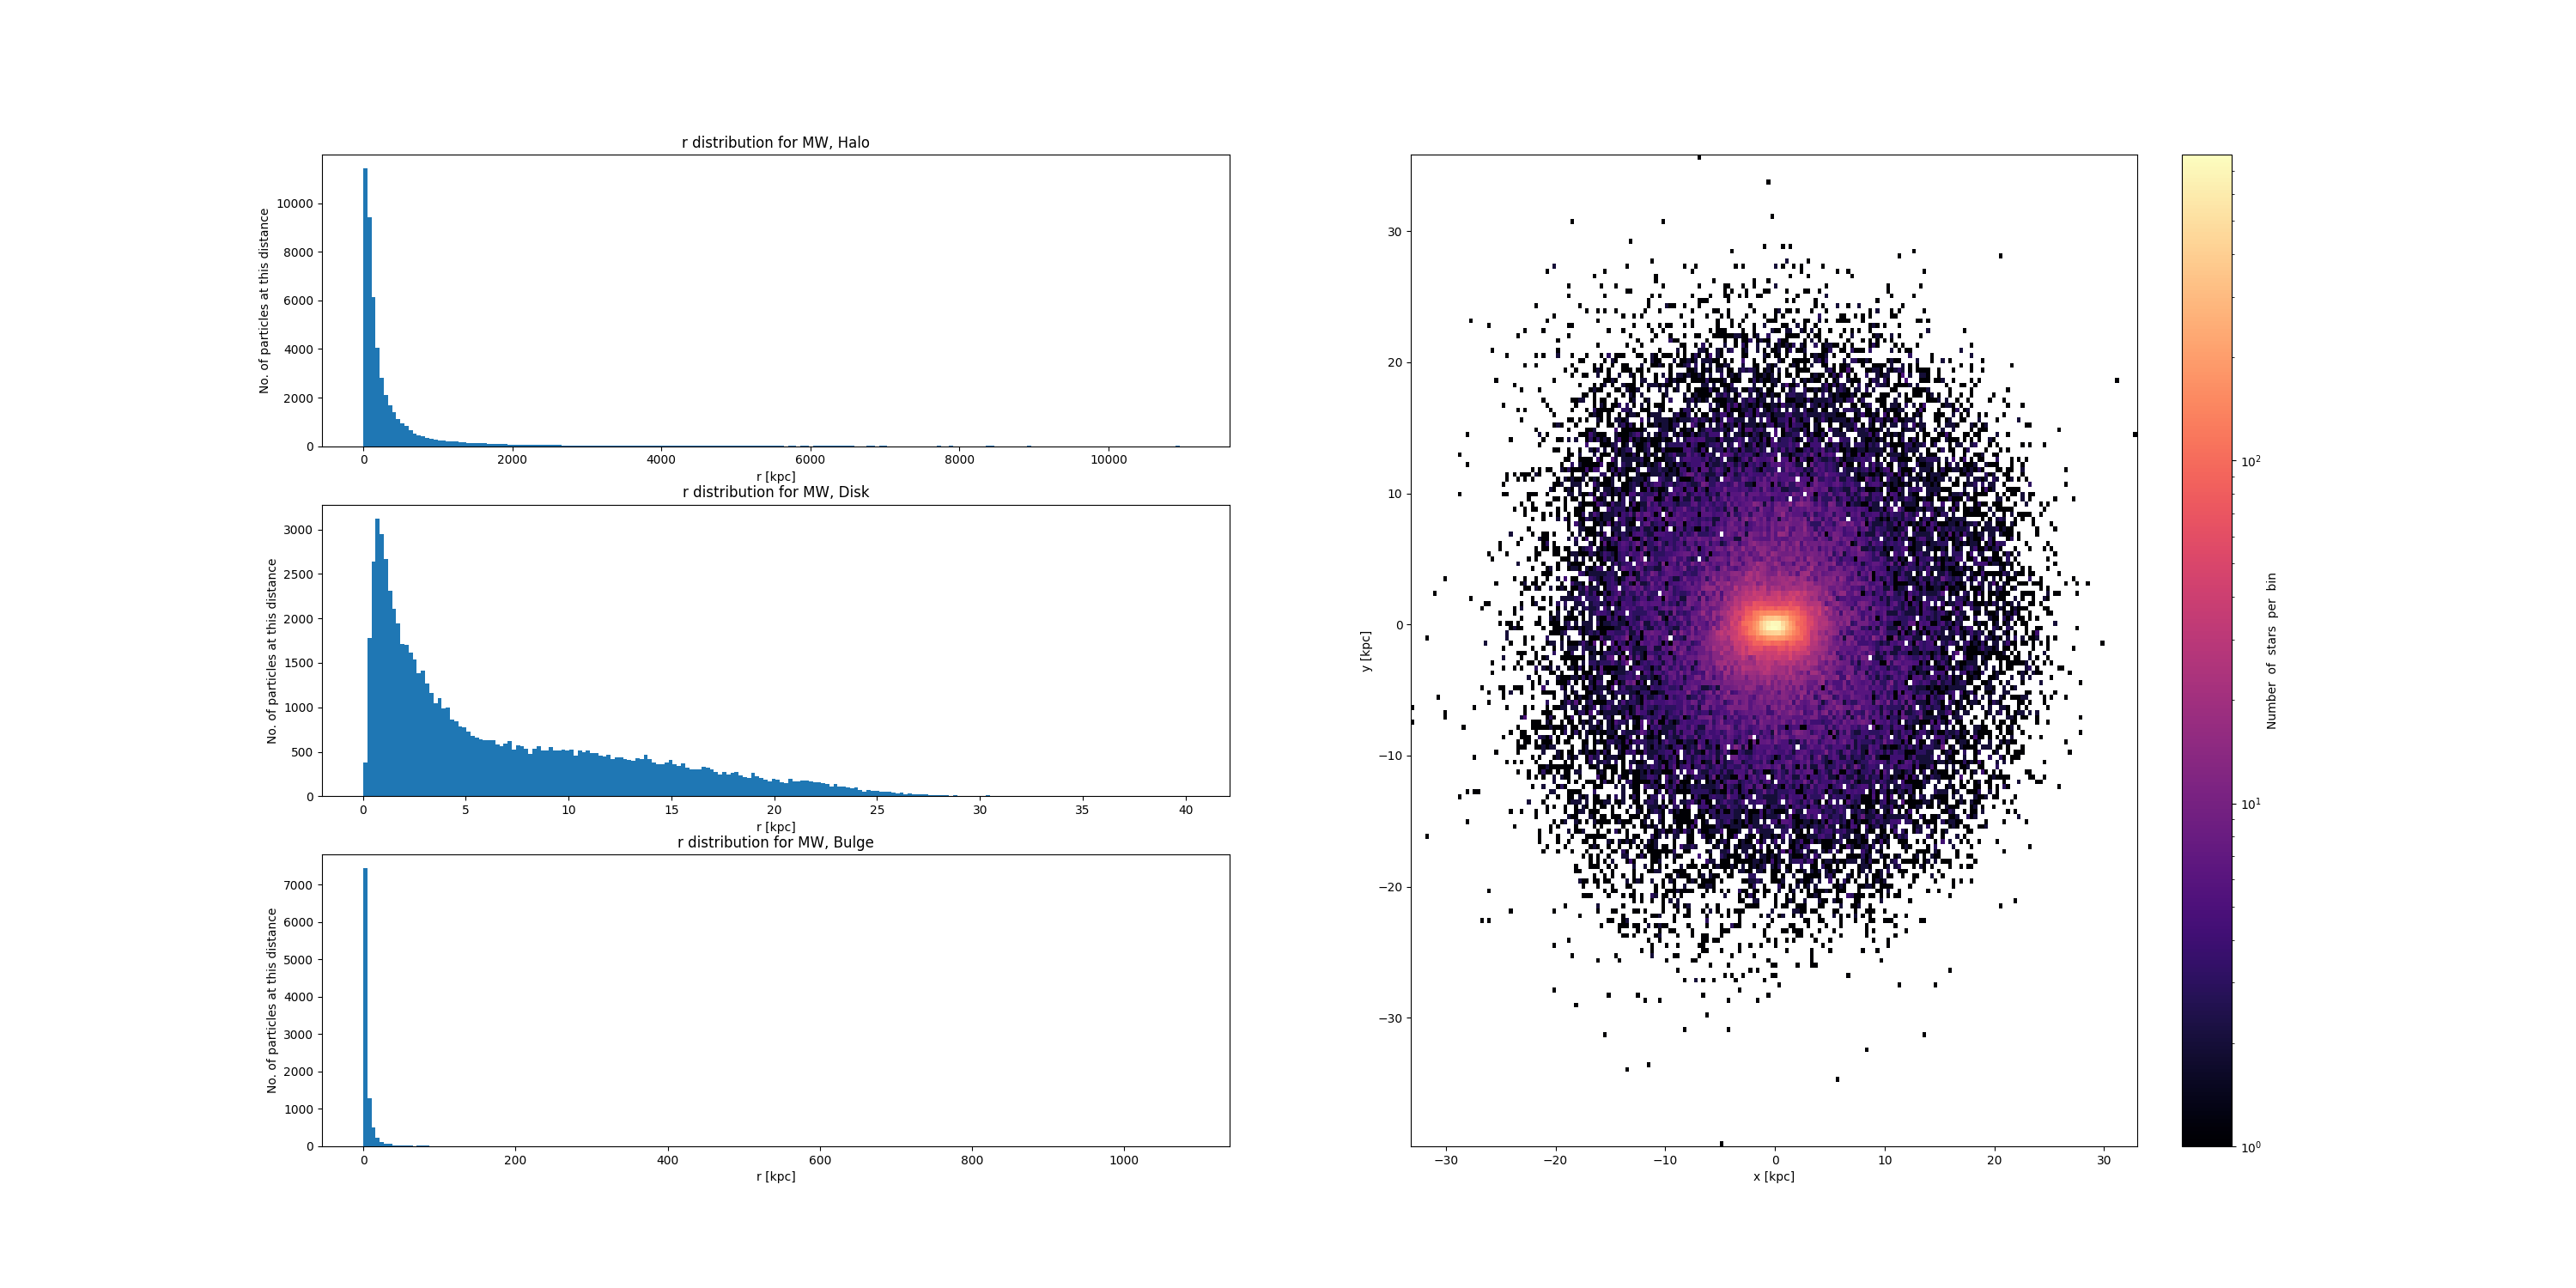 r distribution for MW, Halo
No. of particles at this distance
10000
8000
6000
4000
2000
0
0 2000 4000 6000 8000 10000
r [kpc]
r distribution for MW, Disk
No. of particles at this distance
3000
2500
2000
1500
1000
500
0
0 5 10 15 20 25 30 35 40
r [kpc]
r distribution for MW, Bulge
No. of particles at this distance
7000
6000
5000
4000
3000
2000
1000
0
0 200 400 600 800 1000
r [kpc]
y [kpc]
30
20
10
0
−10
−20
−30
−30 −20 −10 0 10 20 30
x [kpc]
10²
10¹
10⁰
Number of stars per bin